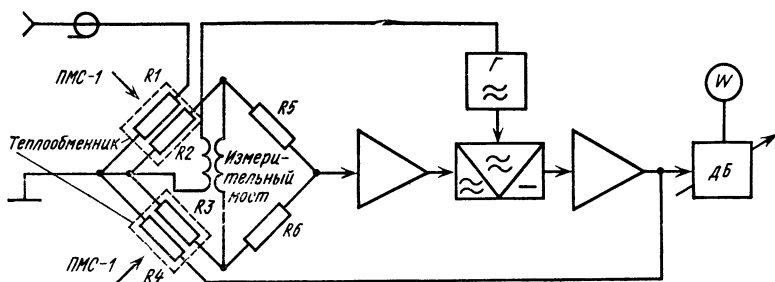 ПМС-1
R1
Г
R5
W
Теплообменник
R2
Измери-
тельный
мост
R3
R6
ДБ
ПМС-1
R4